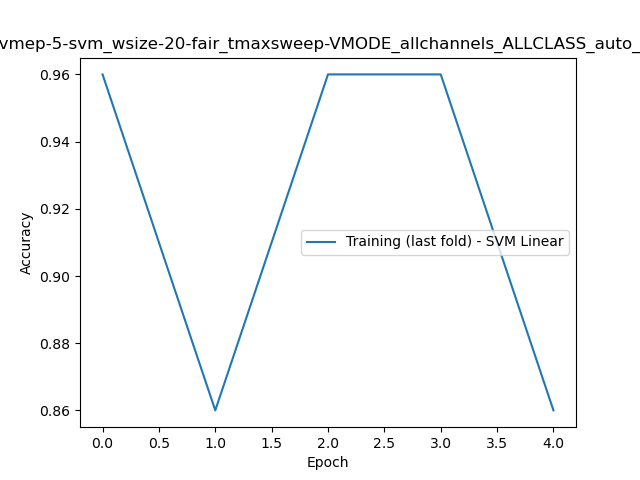 vmep-5-svm_wsize-20-fair_tmaxsweep-VMODE_allchannels_ALLCLASS_auto_
0.96
0.94
0.92
0.90
0.88
0.86
Accuracy
Training (last fold) - SVM Linear
0.0 0.5 1.0 1.5 2.0 2.5 3.0 3.5 4.0
Epoch